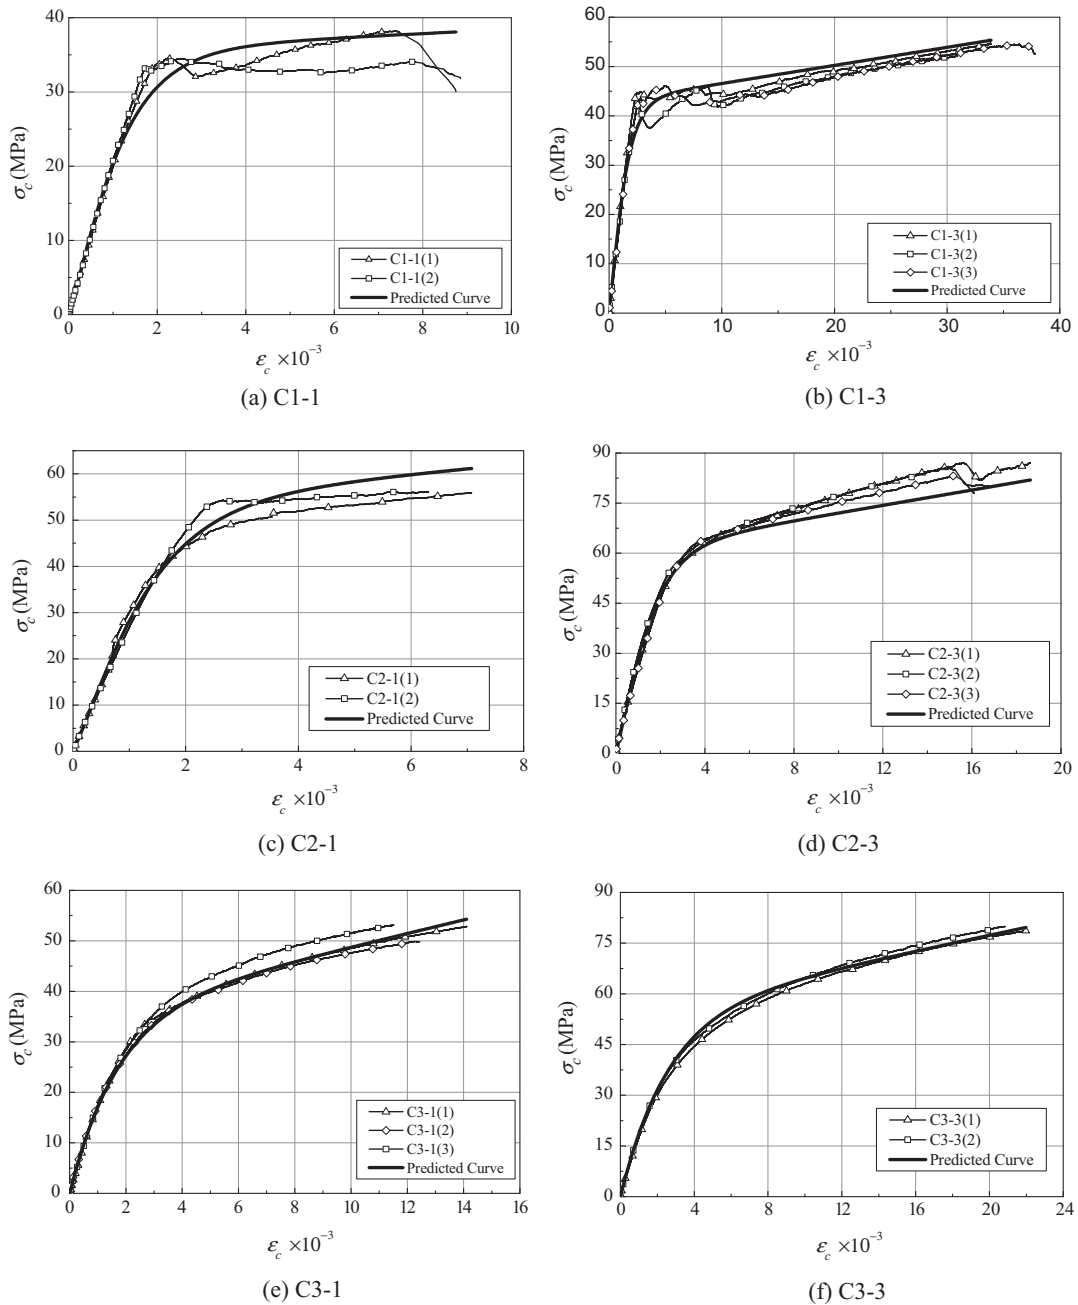 40
30
20
10
0
σc (MPa)
C1-1(1)
C1-1(2)
Predicted Curve
0 2 4 6 8 10
εc ×10−3
(a) C1-1
60
50
40
30
20
10
0
σc (MPa)
C1-3(1)
C1-3(2)
C1-3(3)
Predicted Curve
0 10 20 30 40
εc ×10−3
(b) C1-3
60
50
40
30
20
10
0
σc (MPa)
C2-1(1)
C2-1(2)
Predicted Curve
0 2 4 6 8
εc ×10−3
(c) C2-1
90
75
60
45
30
15
0
σc (MPa)
C2-3(1)
C2-3(2)
C2-3(3)
Predicted Curve
0 4 8 12 16 20
εc ×10−3
(d) C2-3
60
50
40
30
20
10
0
σc (MPa)
C3-1(1)
C3-1(2)
C3-1(3)
Predicted Curve
0 2 4 6 8 10 12 14 16
εc ×10−3
(e) C3-1
90
75
60
45
30
15
0
σc (MPa)
C3-3(1)
C3-3(2)
Predicted Curve
0 4 8 12 16 20 24
εc ×10−3
(f) C3-3